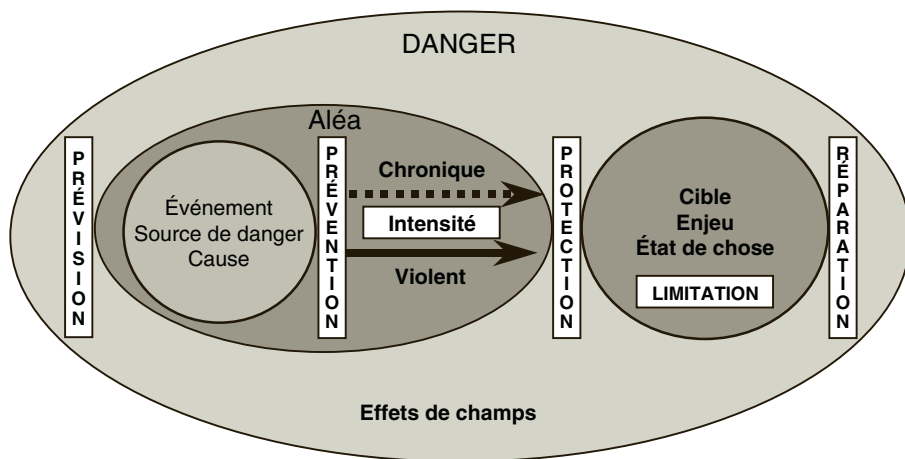 DANGER
Aléa
PRÉVISION
Événement
Source de danger
Cause
PRÉVENTION
Chronique
Intensité
Violent
PROTECTION
Cible
Enjeu
État de chose
LIMITATION
RÉPARATION
Effets de champs